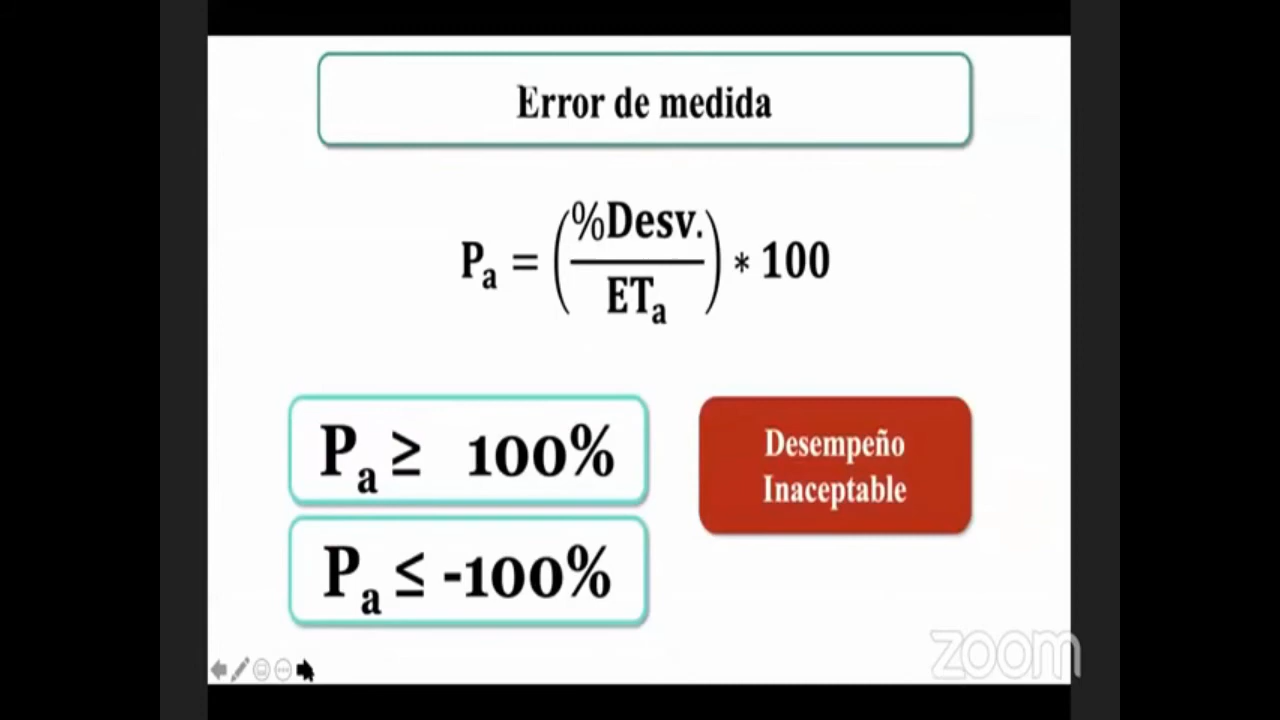 Error de medida
Pₐ = (%Desv. / ETₐ) * 100
Pₐ ≥ 100%
Desempeño
Inaceptable
Pₐ ≤ -100%
zoom